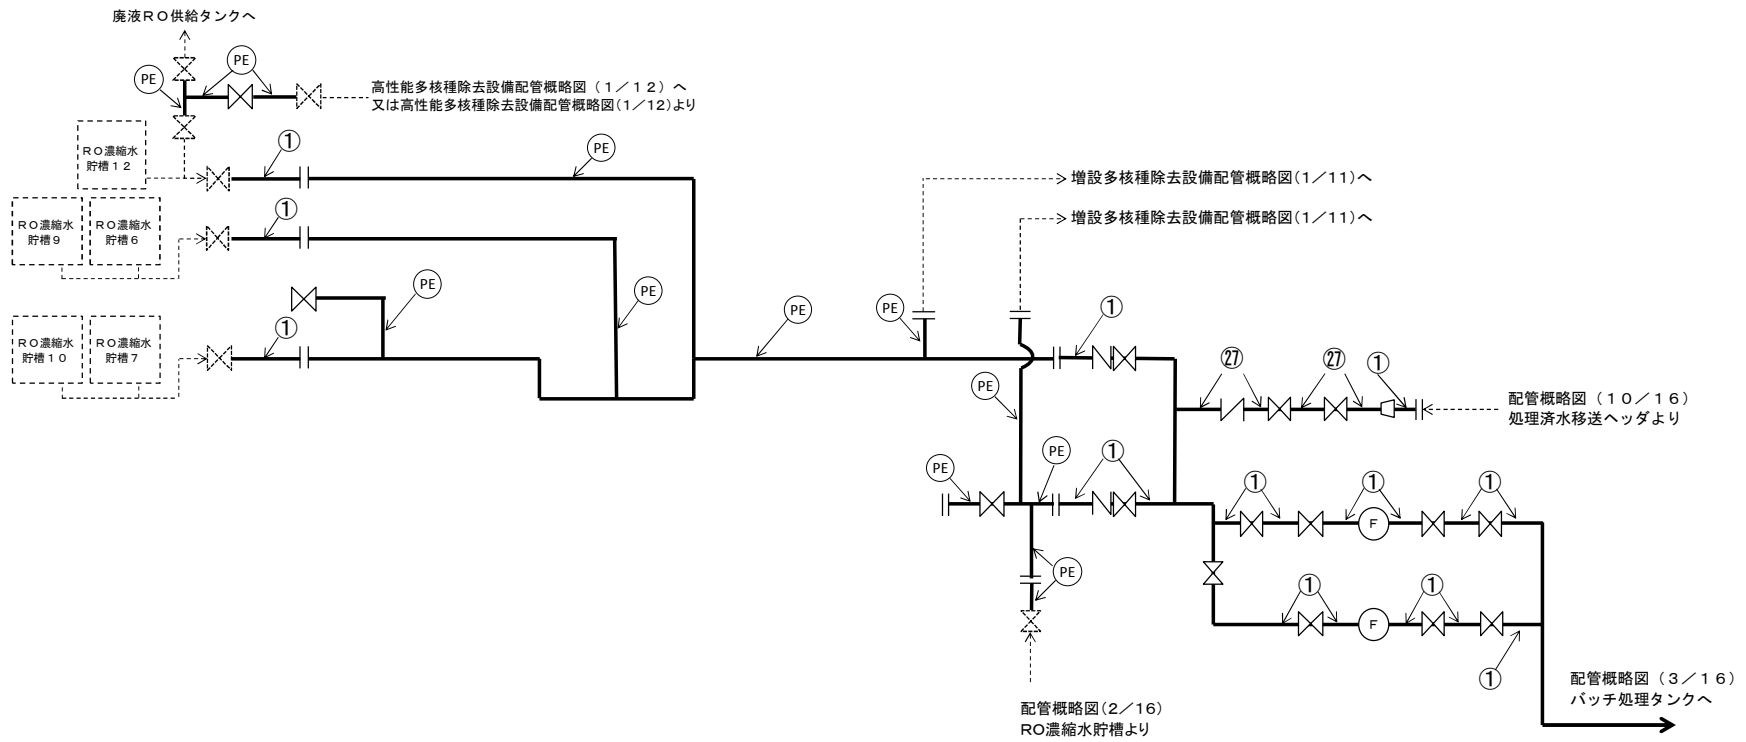 廃液RO供給タンクへ
PE
PE
高性能多核種除去設備配管概略図（1／12）へ
又は高性能多核種除去設備配管概略図(1/12)より
RO濃縮水
貯槽12
①
PE
増設多核種除去設備配管概略図(1/11)へ
RO濃縮水
貯槽9
RO濃縮水
貯槽6
①
増設多核種除去設備配管概略図(1/11)へ
PE
PE
PE
PE
①
RO濃縮水
貯槽10
RO濃縮水
貯槽7
①
㉗
㉗
①
PE
配管概略図（10／16）
処理済水移送ヘッダより
PE
PE
①
①
①
①
F
PE
①
①
F
①
配管概略図(2/16)
RO濃縮水貯槽より
配管概略図（3／16）
バッチ処理タンクへ